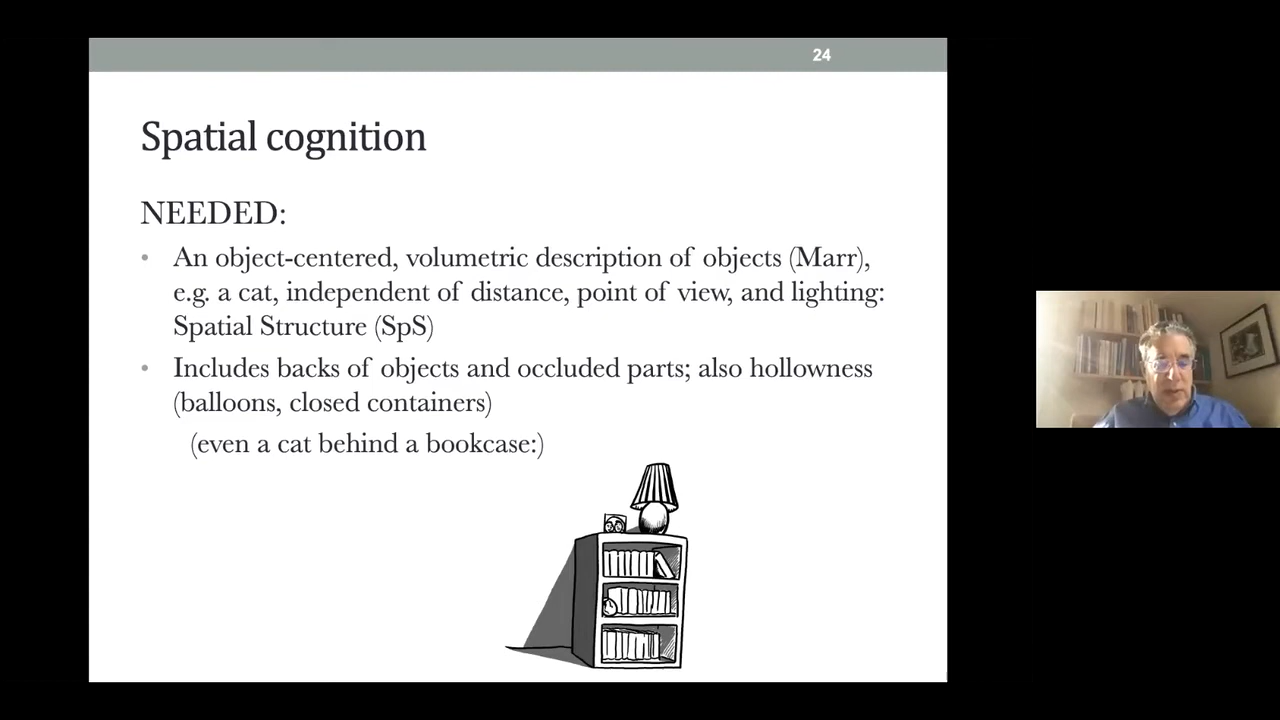 24
Spatial cognition
NEEDED:
• An object-centered, volumetric description of objects (Marr),
e.g. a cat, independent of distance, point of view, and lighting:
Spatial Structure (SpS)
• Includes backs of objects and occluded parts; also hollowness
(balloons, closed containers)
(even a cat behind a bookcase:)